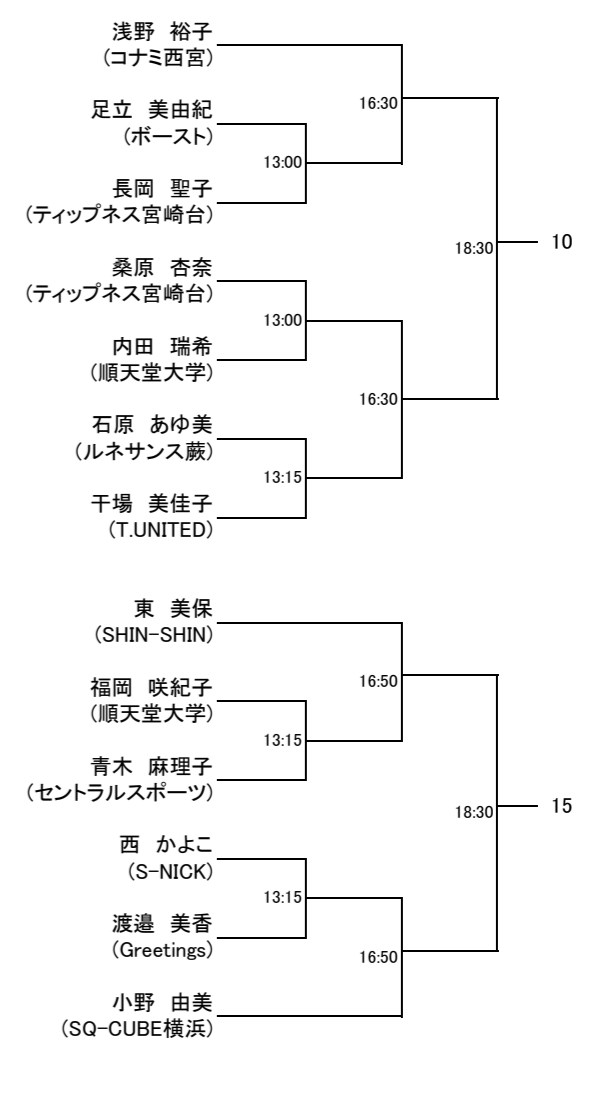 浅野　裕子
(コナミ西宮)
16:30
足立　美由紀
(ボースト)
13:00
長岡　聖子
(ティップネス宮崎台)
18:30
10
桑原　杏奈
(ティップネス宮崎台)
13:00
内田　瑞希
(順天堂大学)
16:30
石原　あゆ美
(ルネサンス蕨)
13:15
干場　美佳子
(T.UNITED)
東　美保
(SHIN-SHIN)
16:50
福岡　咲紀子
(順天堂大学)
13:15
青木　麻理子
(セントラルスポーツ)
18:30
15
西　かよこ
(S-NICK)
13:15
渡邉　美香
(Greetings)
16:50
小野　由美
(SQ-CUBE横浜)